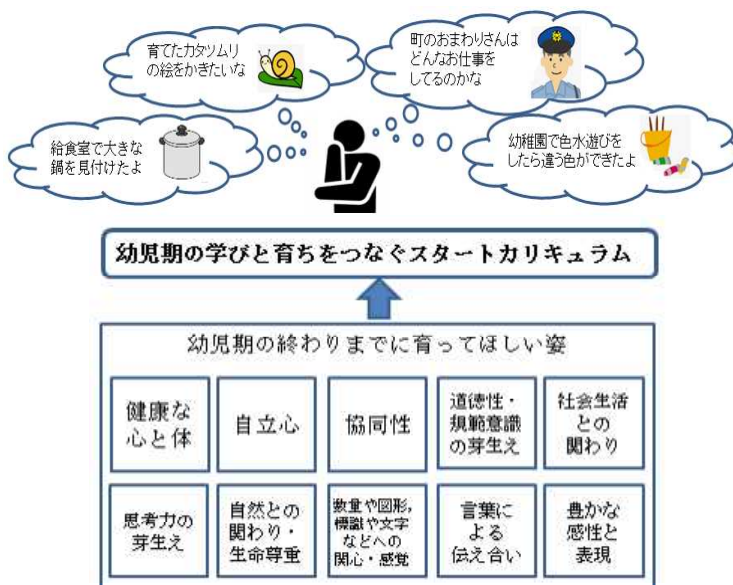 育てたカタツムリ
の絵をかきたいな
町のおまわりさんは
どんなお仕事を
してるのかな
給食室で大きな
鍋を見付けたよ
幼稚園で色水遊びを
したら違う色ができたよ
幼児期の学びと育ちをつなぐスタートカリキュラム
幼児期の終わりまでに育ってほしい姿
健康な
心と体
自立心
協同性
道徳性・
規範意識
の芽生え
社会生活
との
関わり
思考力の
芽生え
自然との
関わり・
生命尊重
数量や図形,
標識や文字
などへの
関心・感覚
言葉に
よる
伝え合い
豊かな
感性と
表現